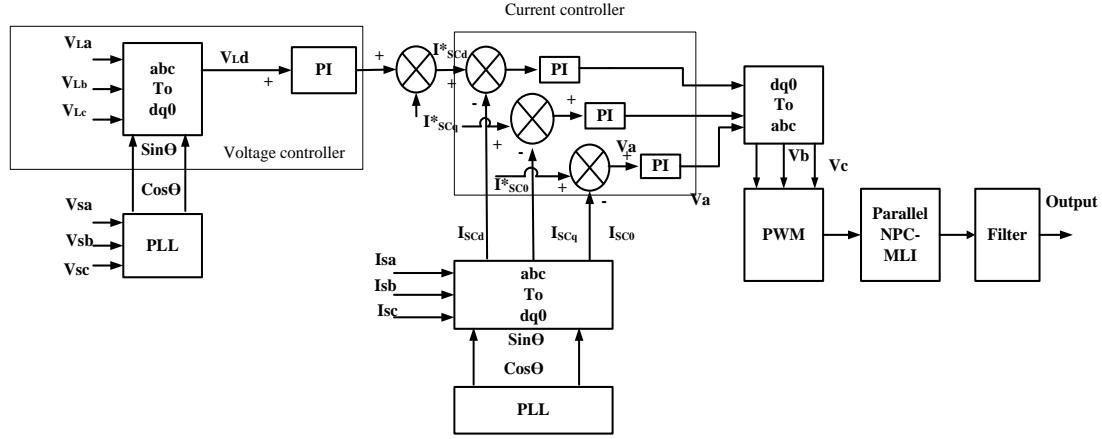 Current controller
VLa
VLb
VLc
abc
To
dq0
VLd
+
PI
+
I*SCd
+
-
PI
I*SCq
+
-
+
PI
I*SC0
+
-
Va
+
PI
Va
dq0
To
abc
Vb
Vc
Voltage controller
SinΘ
CosΘ
Vsa
Vsb
Vsc
PLL
PWM
Parallel
NPC-
MLI
Filter
Output
ISCd
ISCq
ISC0
Isa
Isb
Isc
abc
To
dq0
SinΘ
CosΘ
PLL